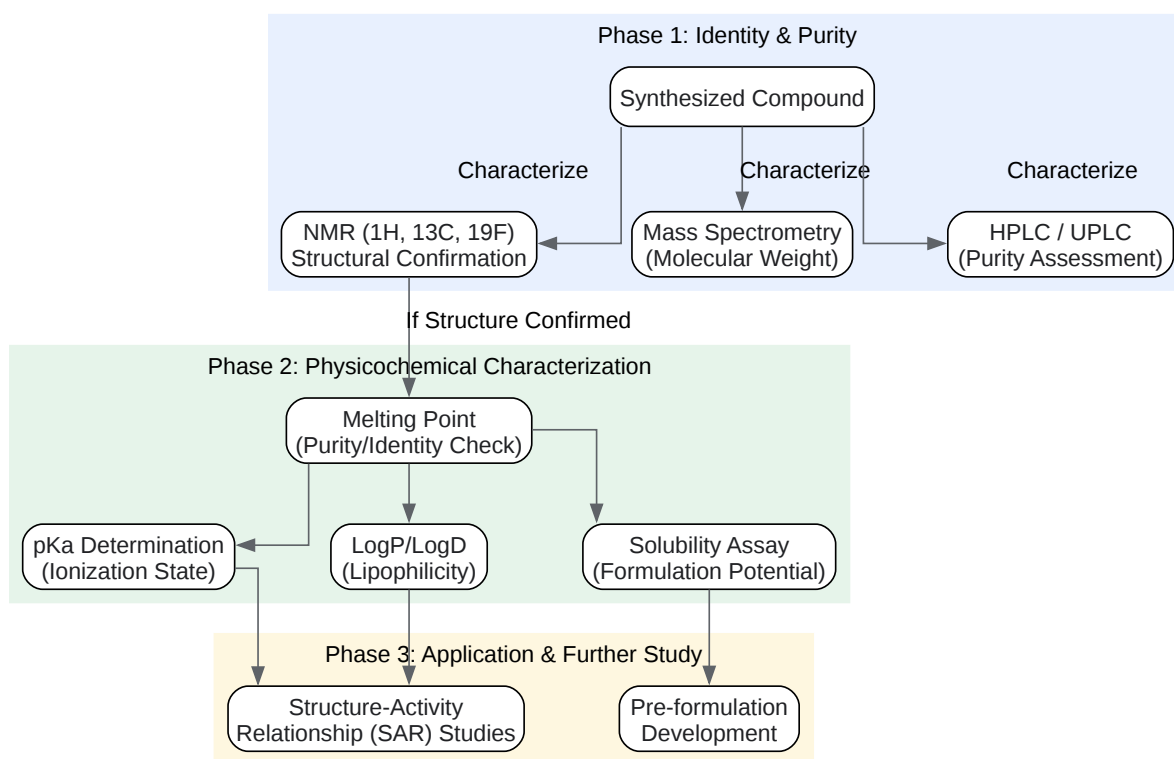 Phase 1: Identity & Purity
Synthesized Compound
Characterize
Characterize
Characterize
NMR (1H, 13C, 19F)
Structural Confirmation
Mass Spectrometry
(Molecular Weight)
HPLC / UPLC
(Purity Assessment)
If Structure Confirmed
Phase 2: Physicochemical Characterization
Melting Point
(Purity/Identity Check)
pKa Determination
(Ionization State)
LogP/LogD
(Lipophilicity)
Solubility Assay
(Formulation Potential)
Phase 3: Application & Further Study
Structure-Activity
Relationship (SAR) Studies
Pre-formulation
Development